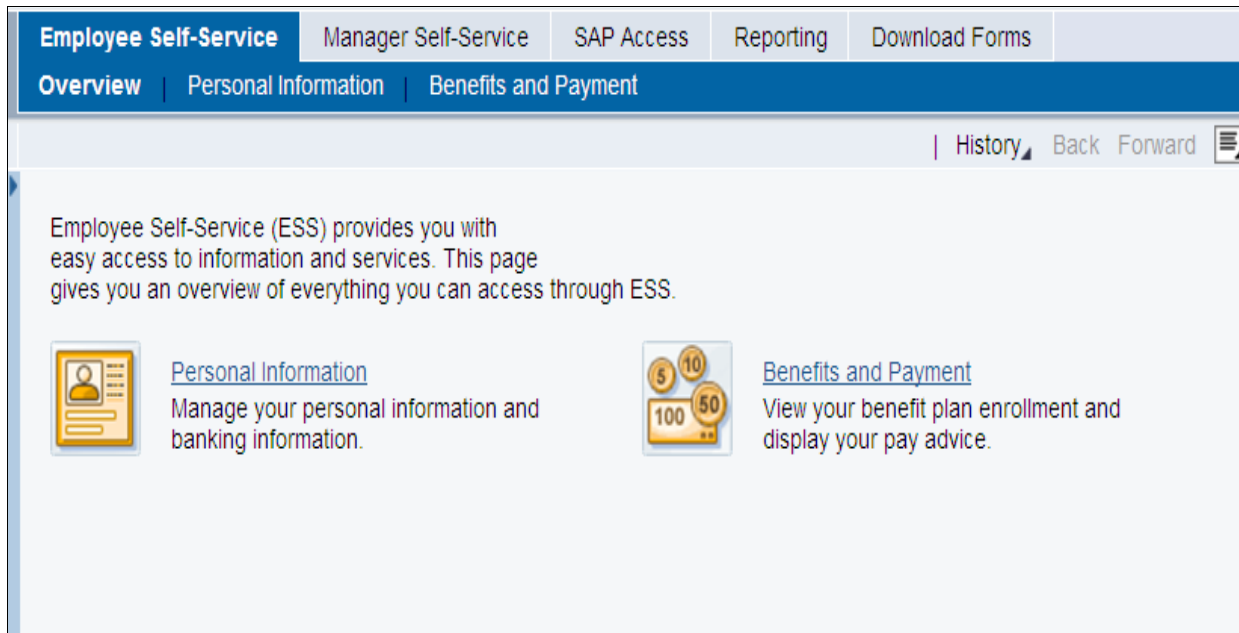 Employee Self-Service Manager Self-Service SAP Access Reporting Download Forms
Overview | Personal Information | Benefits and Payment
| History Back Forward
Employee Self-Service (ESS) provides you with
easy access to information and services. This page
gives you an overview of everything you can access through ESS.
Personal Information
Manage your personal information and
banking information.
5 10
100 50
Benefits and Payment
View your benefit plan enrollment and
display your pay advice.